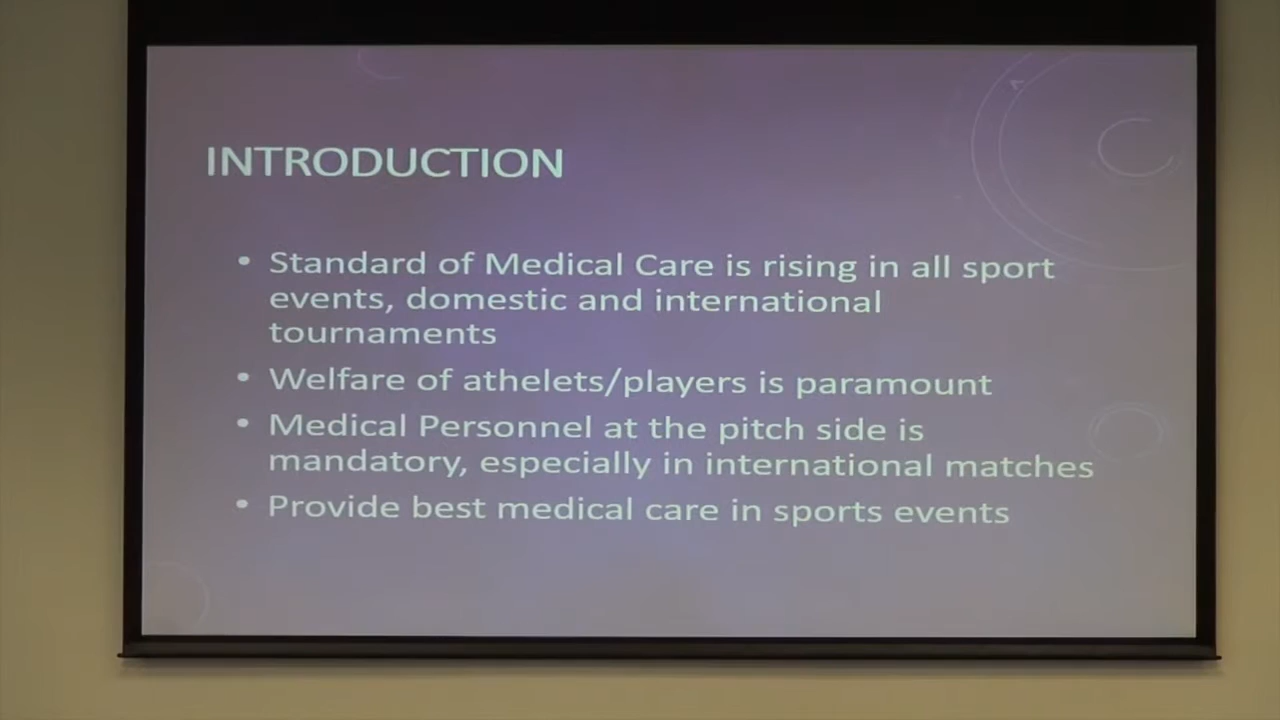 INTRODUCTION
• Standard of Medical Care is rising in all sport
events, domestic and international
tournaments
• Welfare of athelets/players is paramount
• Medical Personnel at the pitch side is
mandatory, especially in international matches
• Provide best medical care in sports events